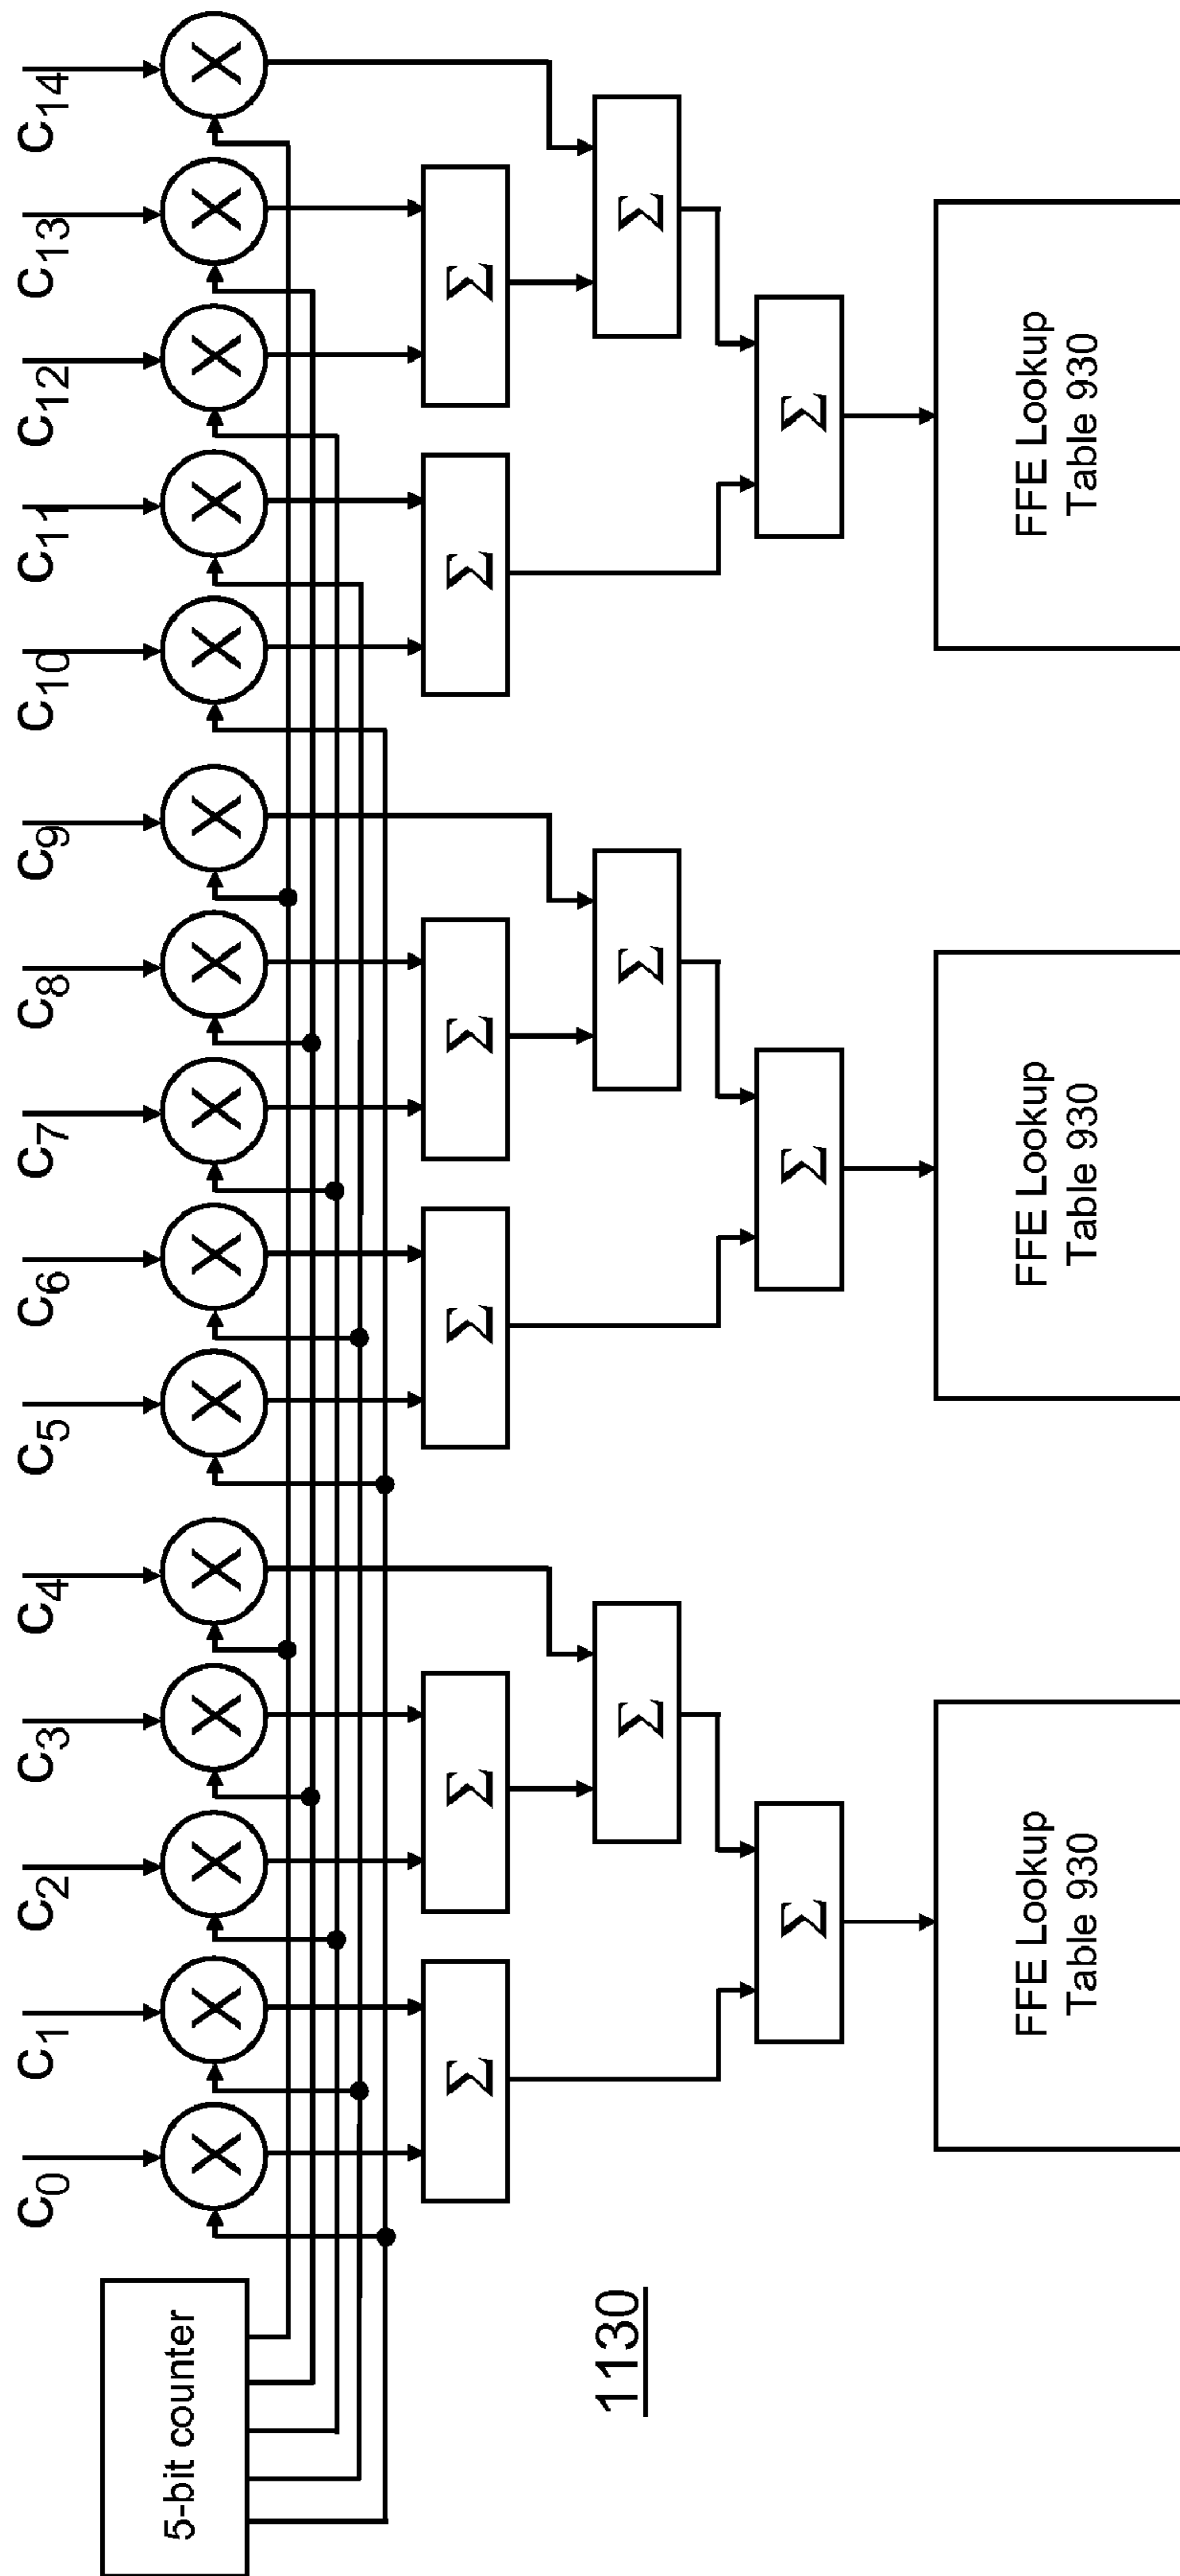 C₀
C₁
C₂
C₃
C₄
C₅
C₆
C₇
C₈
C₉
C₁₀
C₁₁
C₁₂
C₁₃
C₁₄
5-bit counter
X X X X X X X X X X X X X X X
Σ Σ Σ Σ Σ Σ
Σ Σ Σ
Σ Σ Σ
1130
FFE Lookup
Table 930
FFE Lookup
Table 930
FFE Lookup
Table 930